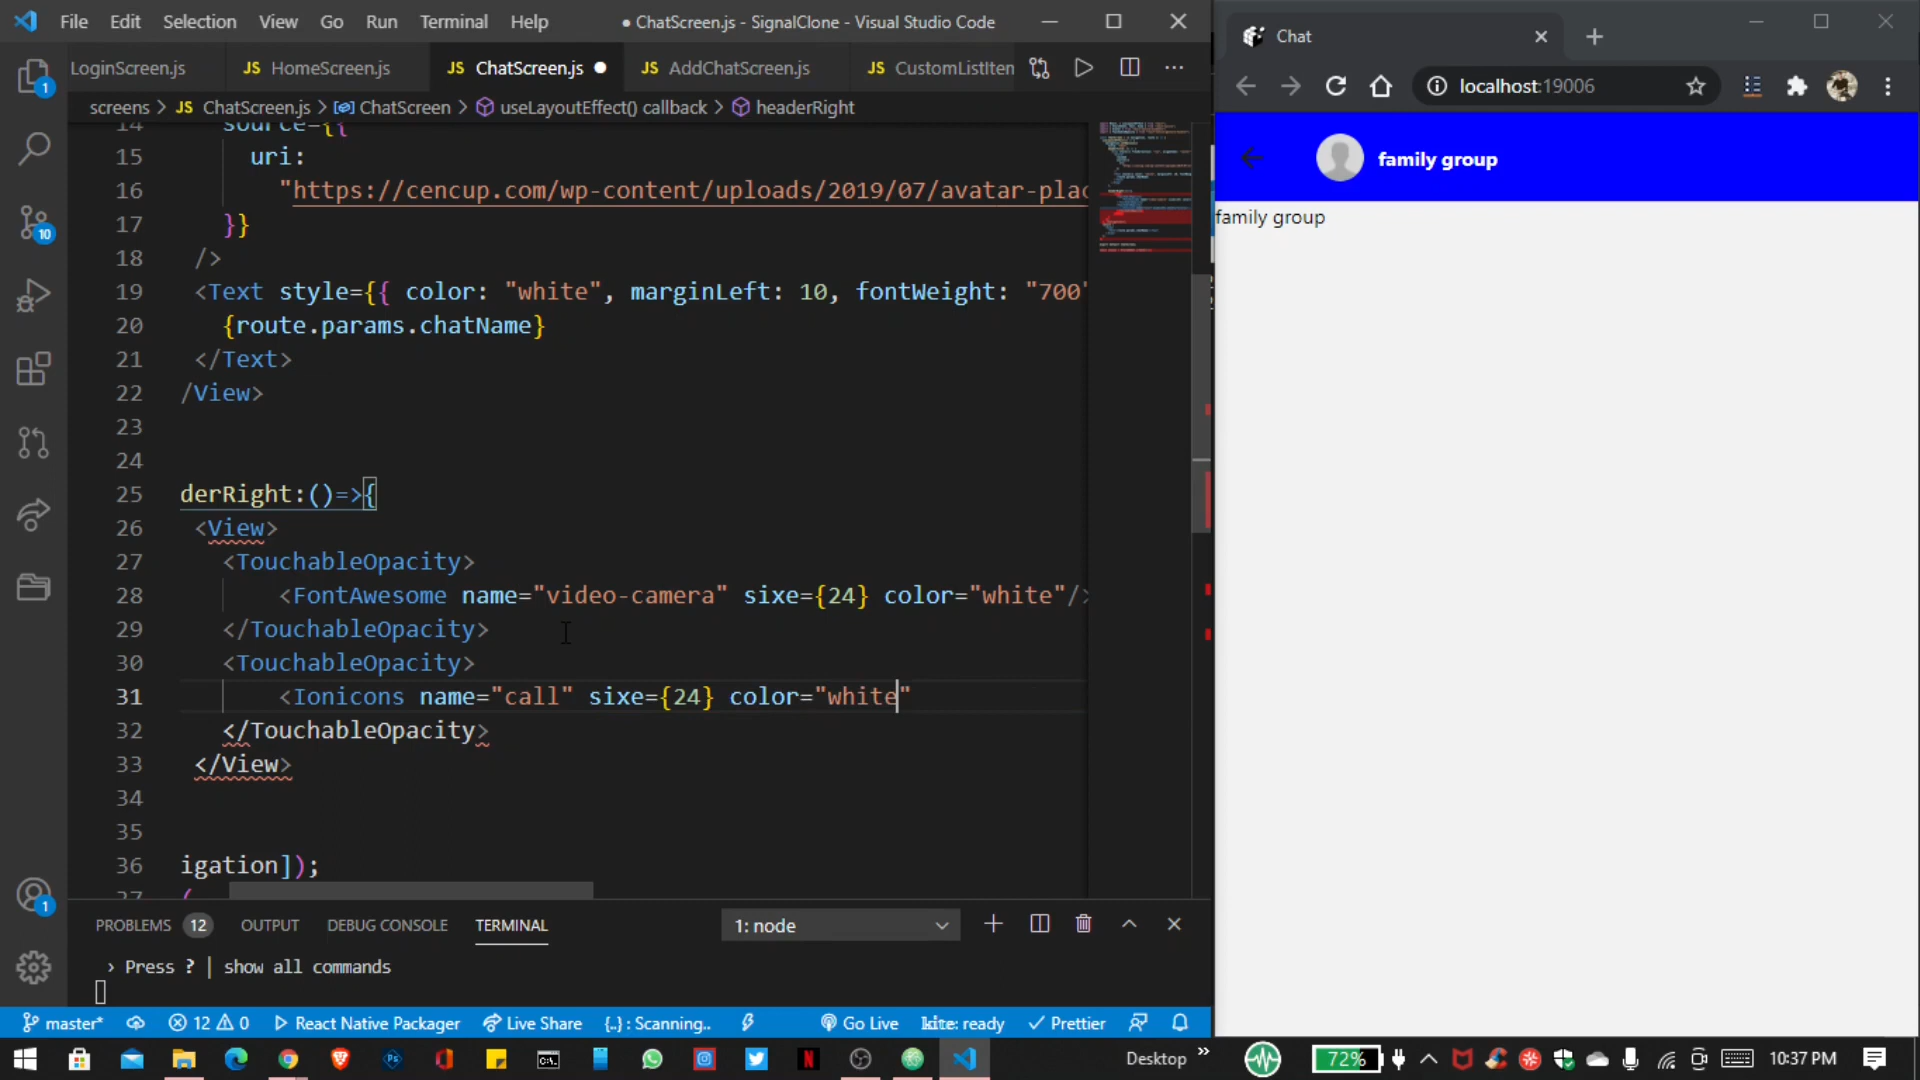 File Edit Selection View Go Run Terminal Help ● ChatScreen.js - SignalClone - Visual Studio Code
LoginScreen.js JS HomeScreen.js JS ChatScreen.js ● JS AddChatScreen.js JS CustomListIten
screens > JS ChatScreen.js > ChatScreen > useLayoutEffect() callback > headerRight
14 source={{
15 uri:
16 "https://cencup.com/wp-content/uploads/2019/07/avatar-plac
17 }}
18 />
19 <Text style={{ color: "white", marginLeft: 10, fontWeight: "700"
20 {route.params.chatName}
21 </Text>
22 /View>
23
24
25 derRight:()=>{
26 <View>
27 <TouchableOpacity>
28 <FontAwesome name="video-camera" sixe={24} color="white"/>
29 </TouchableOpacity>
30 <TouchableOpacity>
31 <Ionicons name="call" sixe={24} color="white"
32 </TouchableOpacity>
33 </View>
34
35
36 igation]);
37 (
PROBLEMS 12 OUTPUT DEBUG CONSOLE TERMINAL 1: node
› Press ? | show all commands
master* 12 0 React Native Packager Live Share {..} : Scanning.. Go Live kite: ready Prettier
1
10
1
Chat
localhost:19006
family group
family group
Desktop 72% 10:37 PM